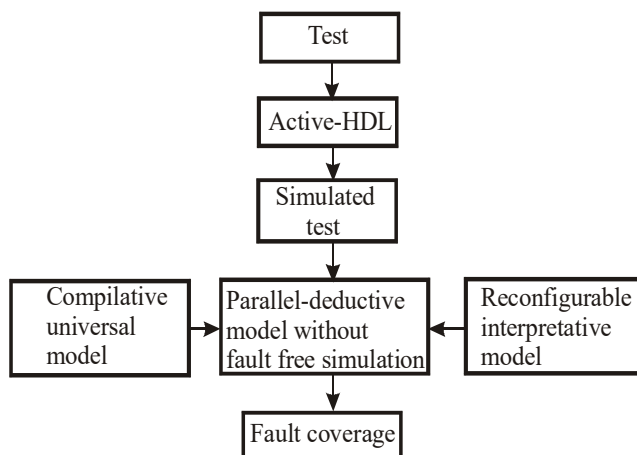 Test
Active-HDL
Simulated
test
Compilative
universal
model
Parallel-deductive
model without
fault free simulation
Reconfigurable
interpretative
model
Fault coverage